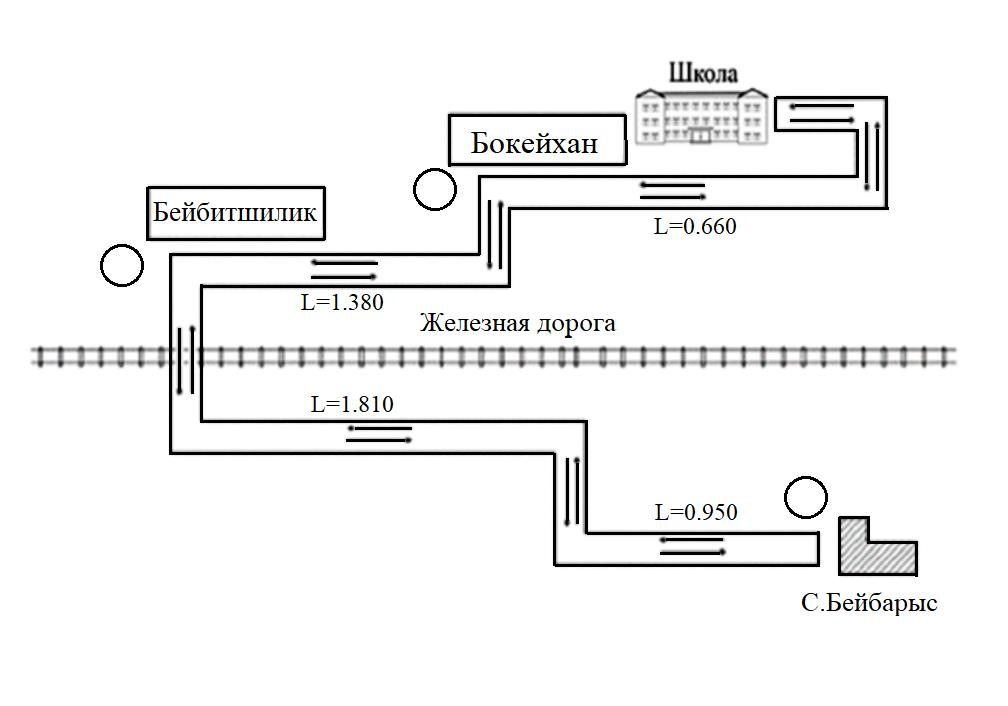 Школа
Бокейхан
Бейбитшилик
L=0.660
L=1.380
Железная дорога
L=1.810
L=0.950
С.Бейбарыс